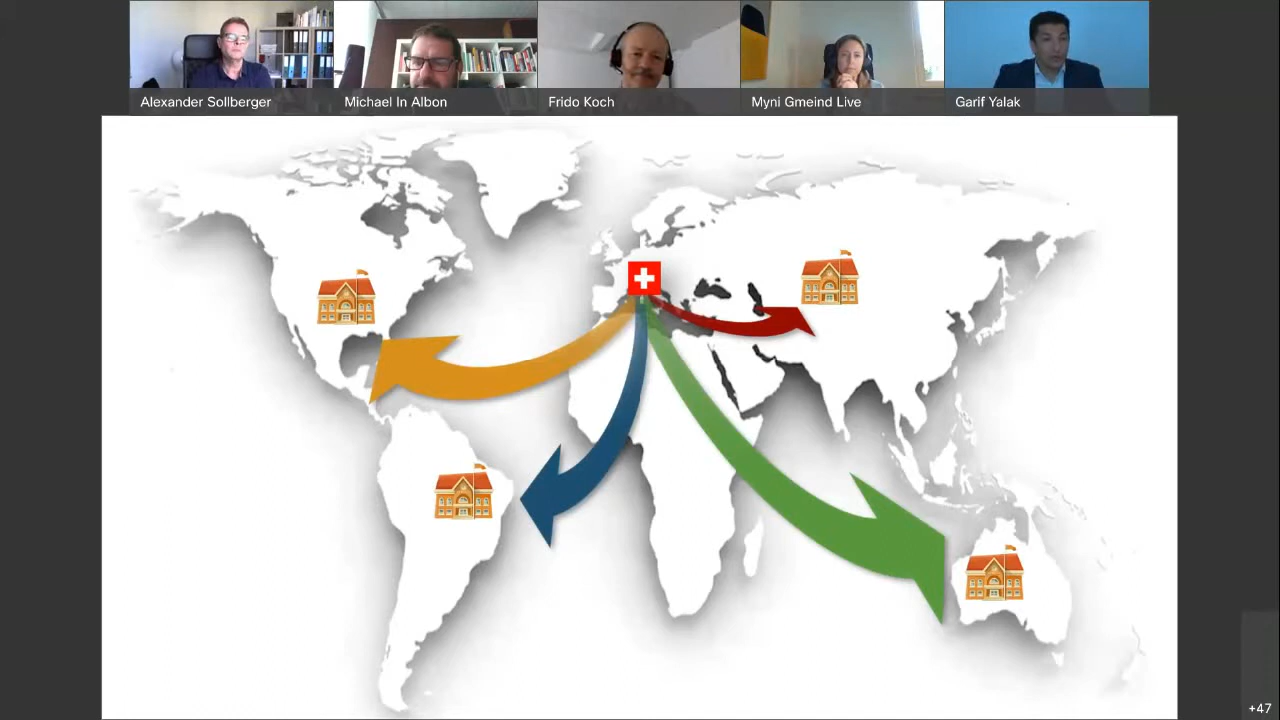 Alexander Sollberger
Michael In Albon
Frido Koch
Myni Gmeind Live
Garif Yalak
+47